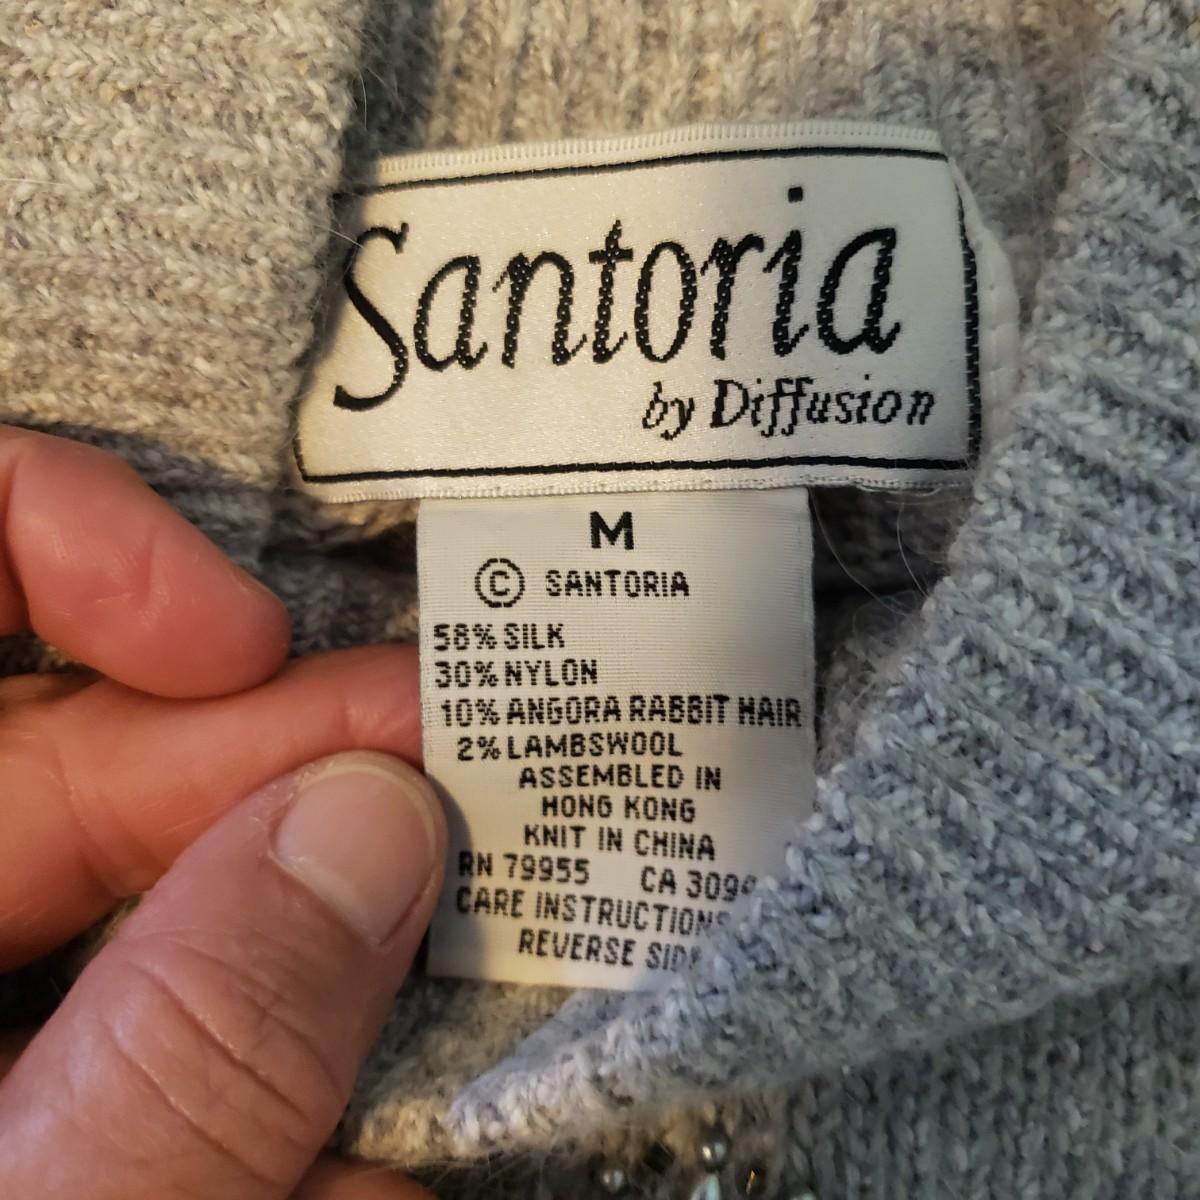 Santoria
by Diffusion
M
© SANTORIA
58% SILK
30% NYLON
10% ANGORA RABBIT HAIR
2% LAMBSWOOL
ASSEMBLED IN
HONG KONG
KNIT IN CHINA
RN 79955 CA
CARE INSTRUCTIONS
REVERSE